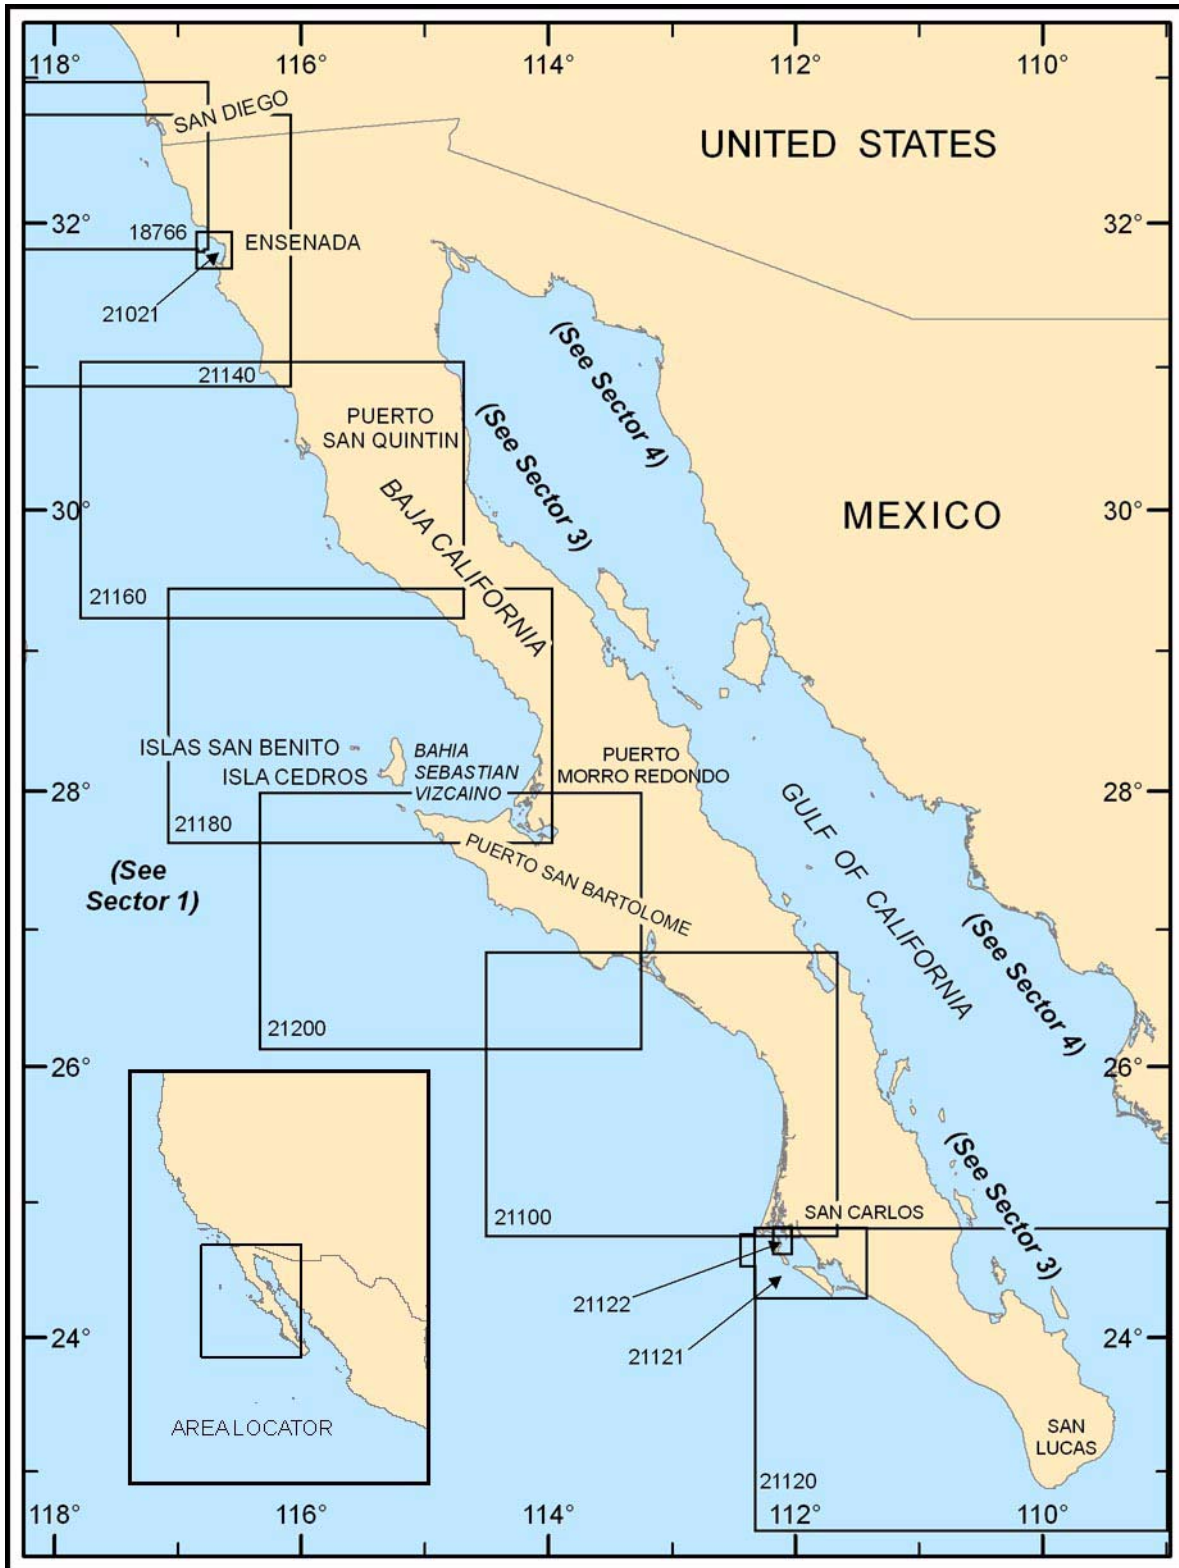 118°
116°
114°
112°
110°
SAN DIEGO
UNITED STATES
32°
32°
18766
ENSENADA
21021
(See Sector 4)
21140
PUERTO
SAN QUINTIN
(See Sector 3)
BAJA CALIFORNIA
30°
MEXICO
30°
21160
ISLAS SAN BENITO
ISLA CEDROS
BAHIA
SEBASTIAN
VIZCAINO
PUERTO
MORRO REDONDO
28°
28°
21180
GULF OF CALIFORNIA
PUERTO SAN BARTOLOME
(See
Sector 1)
(See Sector 4)
21200
26°
26°
(See Sector 3)
21100
SAN CARLOS
21122
21121
24°
24°
AREA LOCATOR
SAN
LUCAS
21120
118°
116°
114°
112°
110°